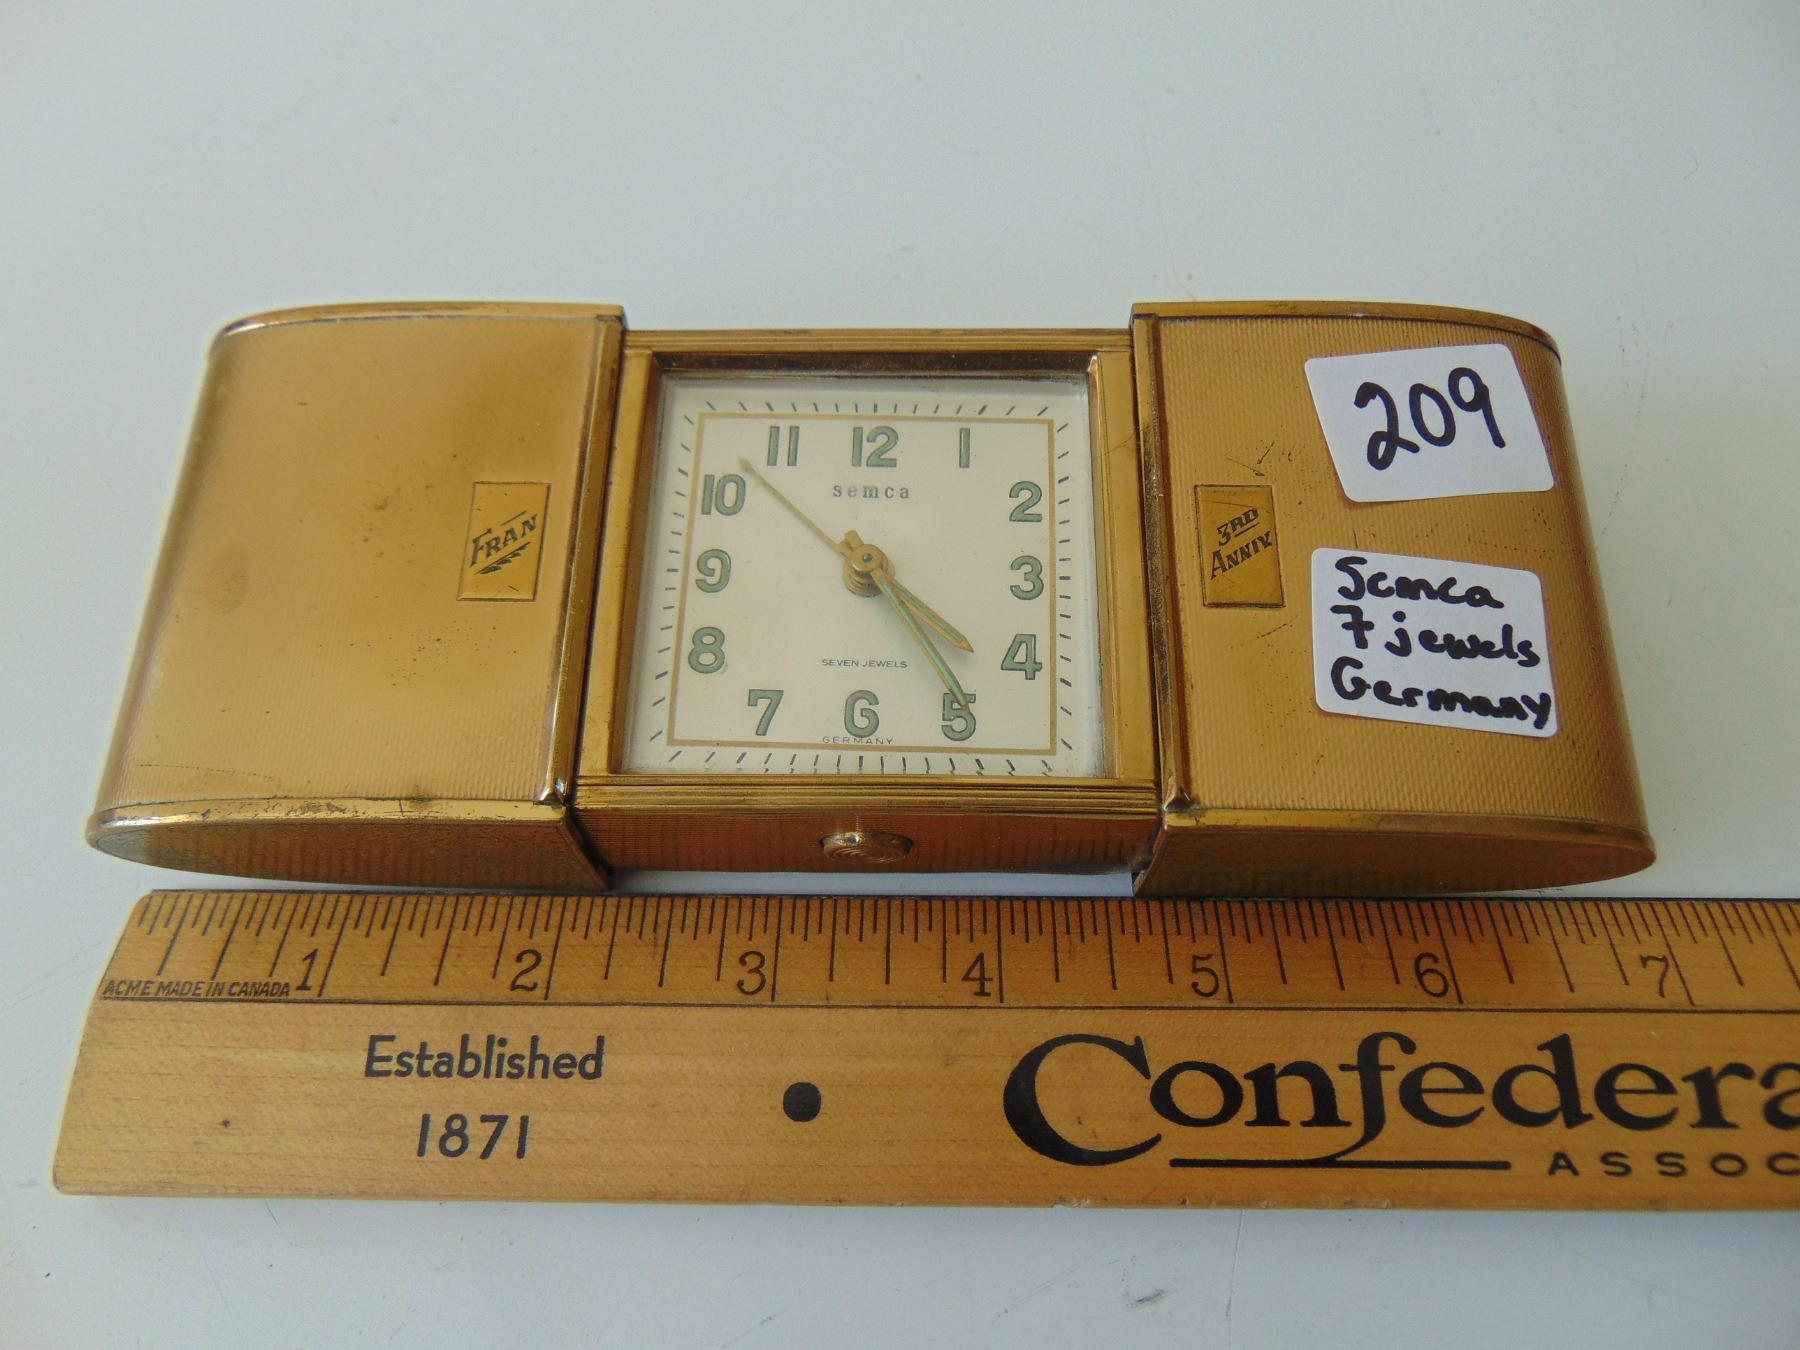 209
FRAN
3RD
ANNIV.
Semca
7 jewels
Germany
11 12 1
10 2
semca
9 3
8 4
SEVEN JEWELS
7 6 5
GERMANY
1 2 3 4 5 6 7
ACME MADE IN CANADA
Established
1871
Confedera
ASSOC